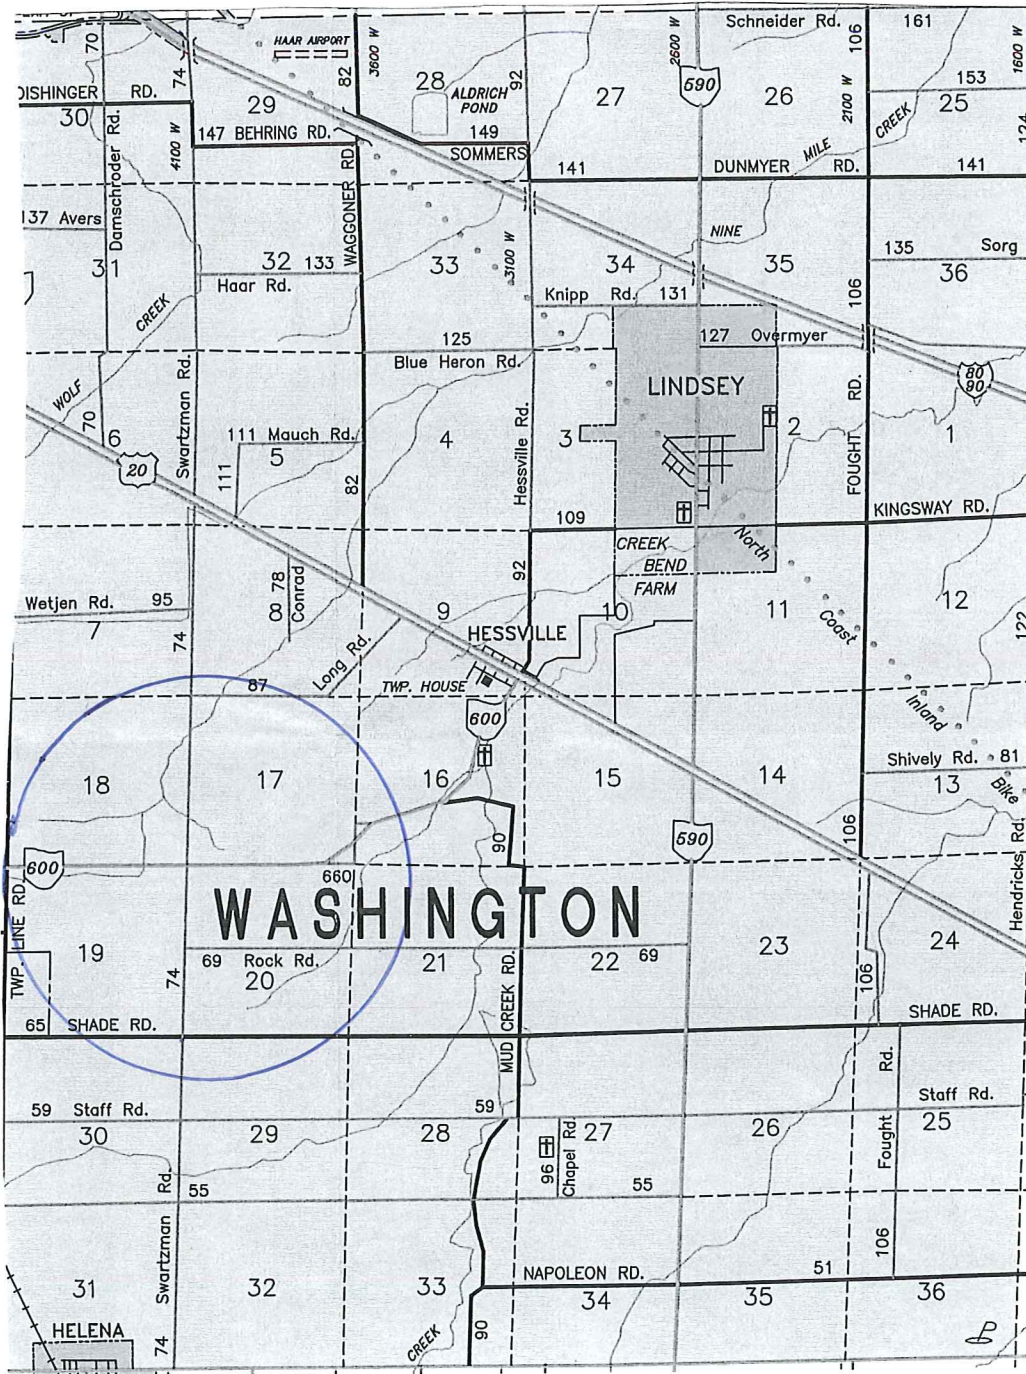 70
74
HAAR AIRPORT
82
3600 W
28
ALDRICH
POND
92
27
2600 W
590
Schneider Rd.
26
106
161
1600 W
153
25
2100 W
CREEK
124
OISHINGER RD.
30
29
Damschroder Rd.
4100 W
147 BEHRING RD.
149
SOMMERS
141
DUNMYER RD.
MILE
141
WAGGONER RD.
137 Avers
31
32
133
Haar Rd.
33
3100 W
34
NINE
35
135 Sorg
36
106
CREEK
Knipp Rd. 131
125
Blue Heron Rd.
127 Overmyer
80
90
WOLF
70
6
Swartzman Rd.
LINDSEY
RD.
111 Mauch Rd.
5
4
3
2
1
Hessville Rd.
20
111
82
FOUGHT
KINGSWAY RD.
109
CREEK
BEND
FARM
North
92
78
Conrad
8
Wetjen Rd. 95
7
74
9
10
11
12
Coast
122
HESSVILLE
Long Rd.
87
TWP. HOUSE
600
Inland
18
17
16
15
14
Shively Rd. 81
13
Bike
90
590
106
Hendricks Rd.
600
660
WASHINGTON
TWP. LINE RD.
19
74
69 Rock Rd.
20
21
MUD CREEK RD.
22
69
23
24
106
65 SHADE RD.
SHADE RD.
59 Staff Rd.
30
29
28
59
27
96
Chapel Rd.
26
Rd.
Staff Rd.
25
Fought
Rd.
55
55
106
Swartzman
31
32
33
NAPOLEON RD.
51
34
35
36
HELENA
74
CREEK
90